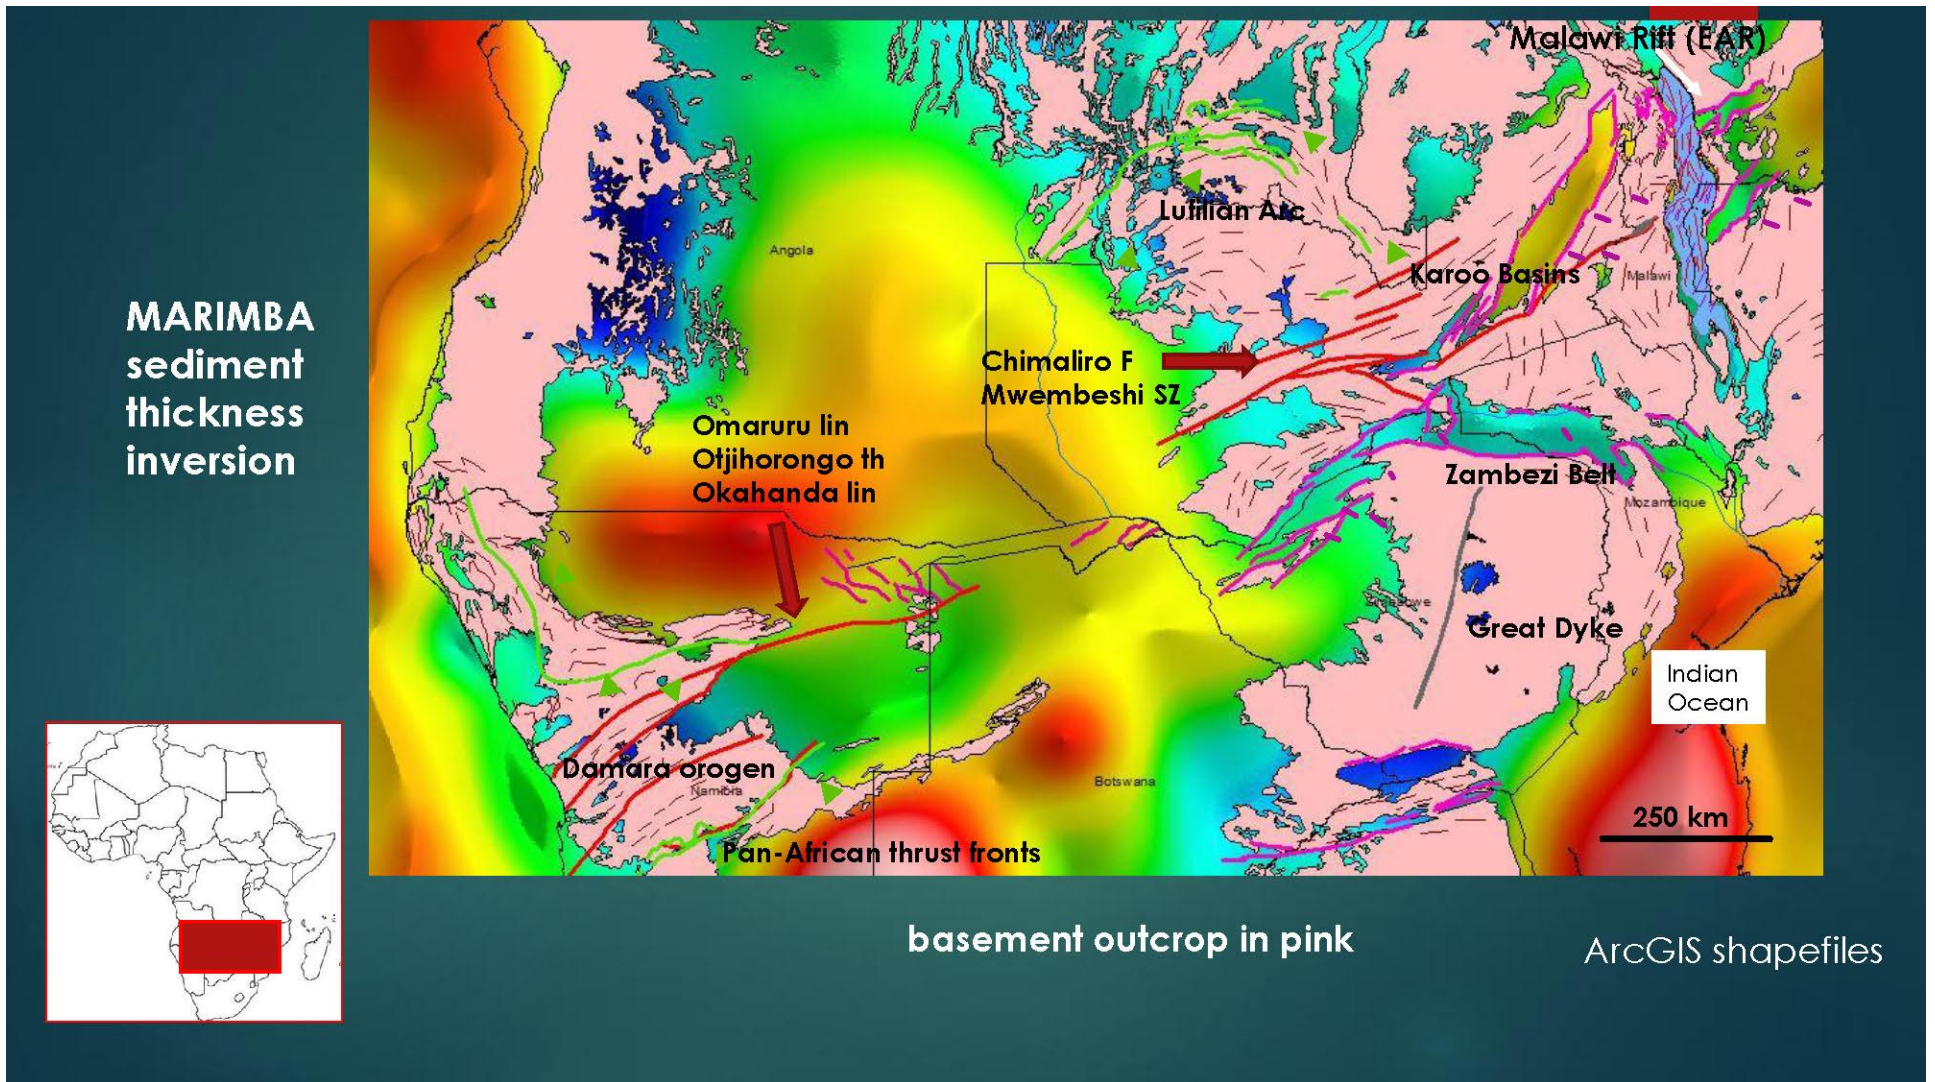 Malawi Rift (EAR)
Lufilian Arc
Angola
Karoo Basins
Malawi
MARIMBA
sediment
thickness
inversion
Chimaliro F
Mwembeshi SZ
Omaruru lin
Otjihorongo th
Okahanda lin
Zambezi Belt
Mozambique
Great Dyke
Indian
Ocean
Damara orogen
Namibia
Botswana
250 km
Pan-African thrust fronts
basement outcrop in pink
ArcGIS shapefiles